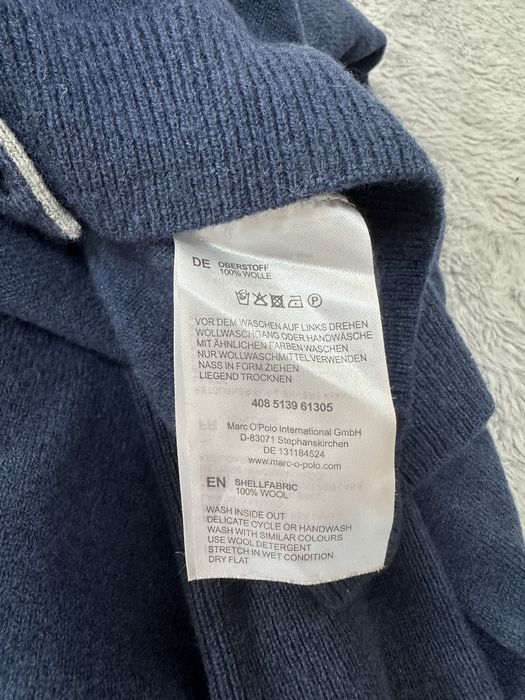 DE OBERSTOFF
100% WOLLE
VOR DEM WASCHEN AUF LINKS DREHEN
WOLLWASCHGANG ODER HANDWÄSCHE
MIT ÄHNLICHEN FARBEN WASCHEN
NUR WOLLWASCHMITTEL VERWENDEN
NASS IN FORM ZIEHEN
LIEGEND TROCKNEN
408 5139 61305
Marc O'Polo International GmbH
D-83071 Stephanskirchen
DE 131184524
www.marc-o-polo.com
EN SHELLFABRIC
100% WOOL
WASH INSIDE OUT
DELICATE CYCLE OR HANDWASH
WASH WITH SIMILAR COLOURS
USE WOOL DETERGENT
STRETCH IN WET CONDITION
DRY FLAT